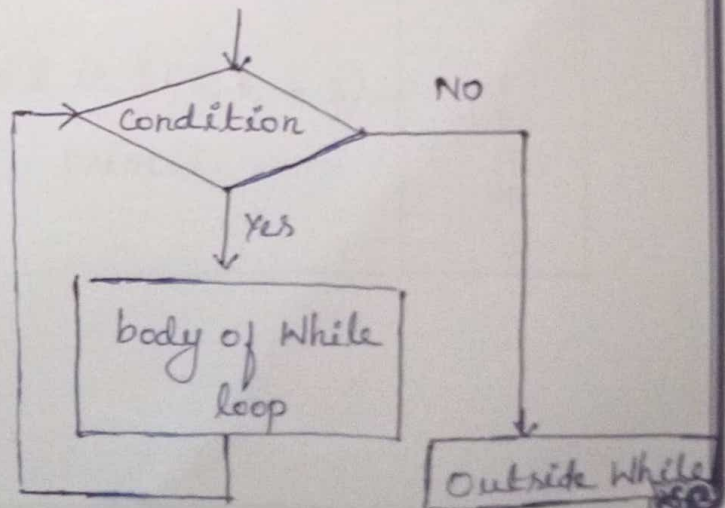 NO
Condition
Yes
body of While
loop
Outside While